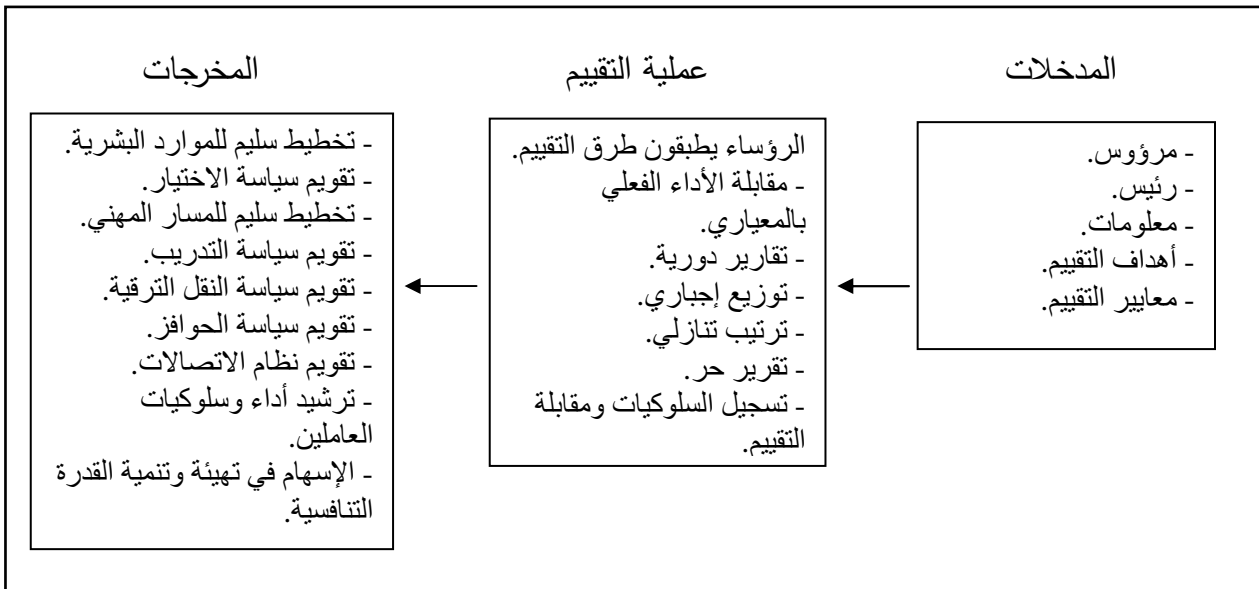 المدخلات
- مرؤوس.
- رئيس.
- معلومات.
- أهداف التقييم.
- معايير التقييم.
عملية التقييم
الرؤساء يطبقون طرق التقييم.
- مقابلة الأداء الفعلي
بالمعياري.
- تقارير دورية.
- توزيع إجباري.
- ترتيب تنازلي.
- تقرير حر.
- تسجيل السلوكيات ومقابلة
التقييم.
المخرجات
- تخطيط سليم للموارد البشرية.
- تقويم سياسة الاختيار.
- تخطيط سليم للمسار المهني.
- تقويم سياسة التدريب.
- تقويم سياسة النقل الترقية.
- تقويم سياسة الحوافز.
- تقويم نظام الاتصالات.
- ترشيد أداء وسلوكيات
العاملين.
- الإسهام في تهيئة وتنمية القدرة
التنافسية.